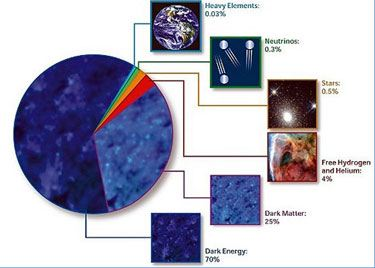 Heavy Elements:
0.03%
Neutrinos:
0.3%
Stars:
0.5%
Free Hydrogen
and Helium:
4%
Dark Matter:
25%
Dark Energy:
70%